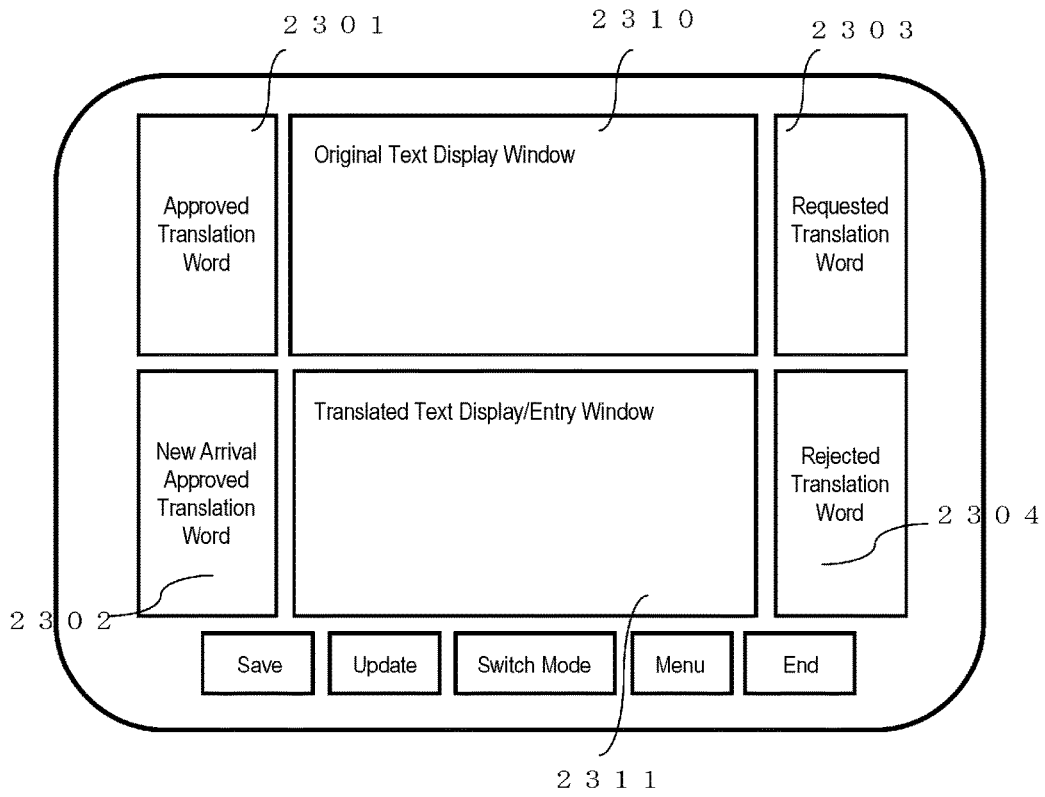 ２３０１
２３１０
２３０３
Approved
Translation
Word
Original Text Display Window
Requested
Translation
Word
New Arrival
Approved
Translation
Word
Translated Text Display/Entry Window
Rejected
Translation
Word
２３０４
２３０２
Save
Update
Switch Mode
Menu
End
２３１１